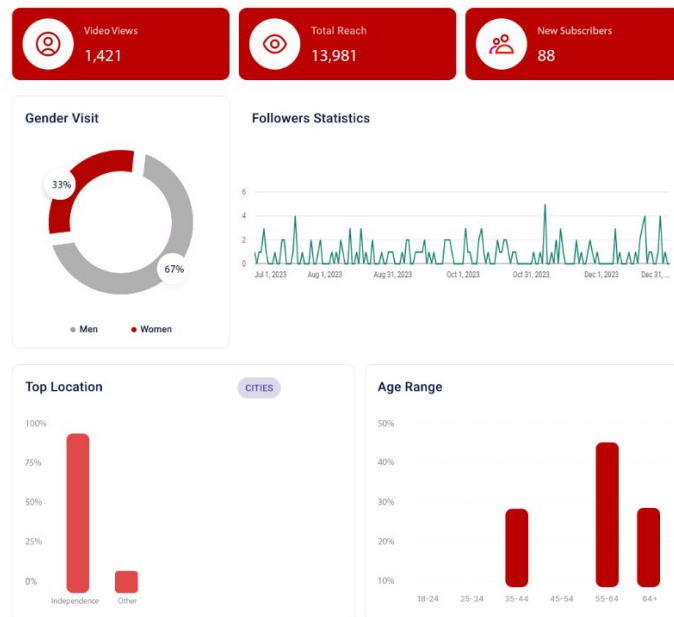 Video Views
1,421
Total Reach
13,981
New Subscribers
88
Gender Visit
33%
67%
Men
Women
Followers Statistics
6
4
2
0
Jul 1, 2023 Aug 1, 2023 Aug 31, 2023 Oct 1, 2023 Oct 31, 2023 Dec 1, 2023 Dec 31, ...
Top Location
CITIES
100%
75%
50%
25%
0%
Independence Other
Age Range
50%
40%
30%
20%
10%
18-24 25-34 35-44 45-54 55-64 64+